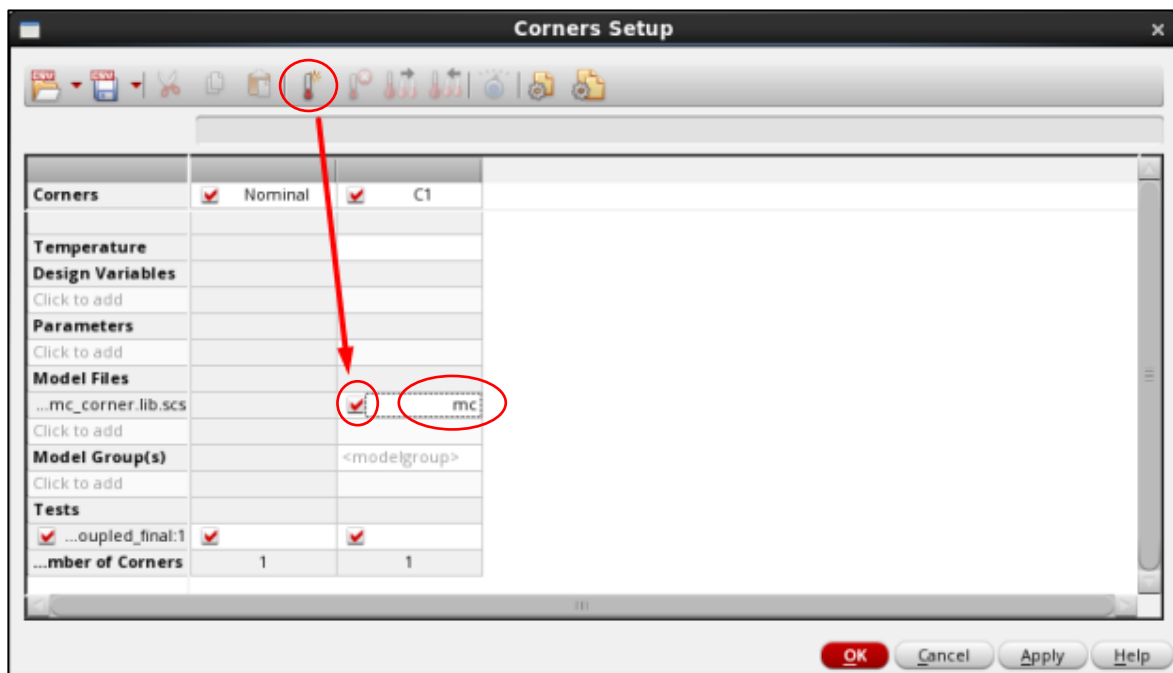 Corners Setup
CSV CSV
Corners Nominal C1
Temperature
Design Variables
Click to add
Parameters
Click to add
Model Files
...mc_corner.lib.scs mc
Click to add
Model Group(s) <modelgroup>
Click to add
Tests
...oupled_final:1
...mber of Corners 1 1
OK Cancel Apply Help